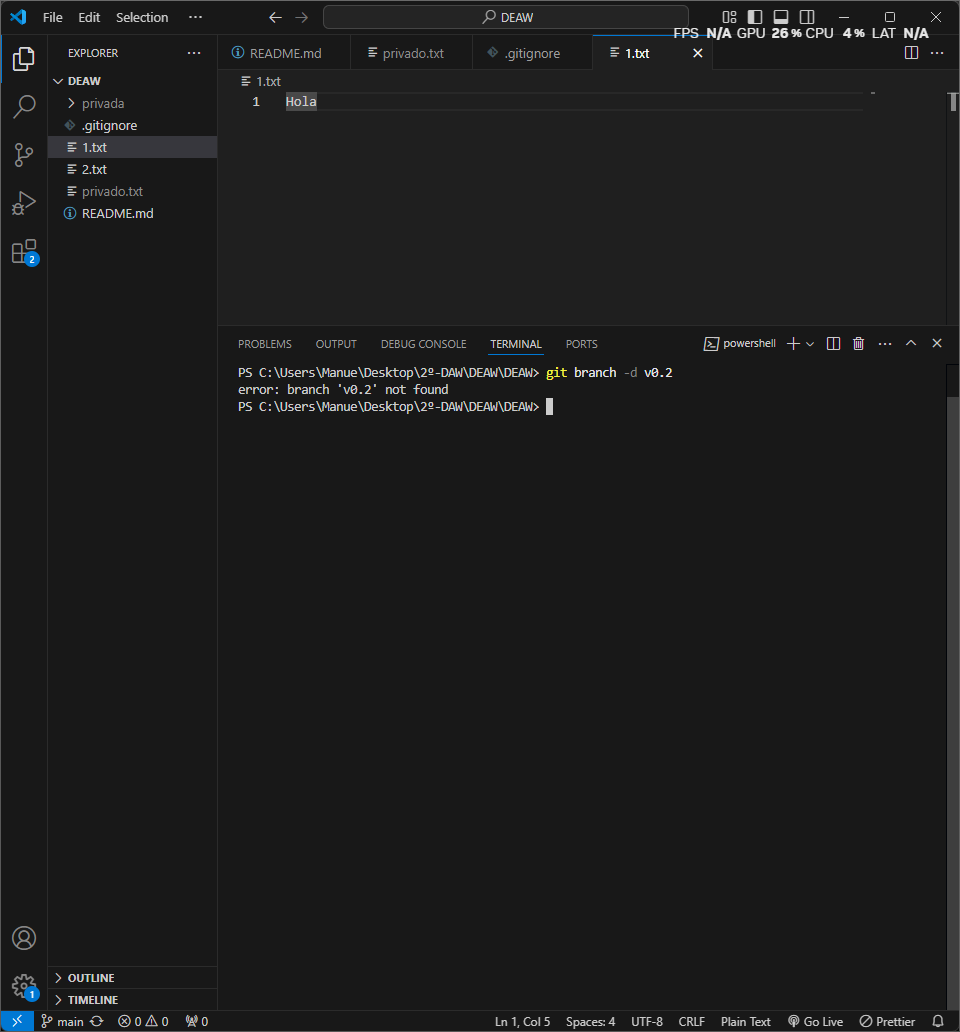 File Edit Selection ··· DEAW
FPS N/A GPU 26 % CPU 4 % LAT N/A
EXPLORER ···
README.md privado.txt .gitignore 1.txt
DEAW
privada
.gitignore
1.txt
2.txt
privado.txt
README.md
1.txt
1 Hola
PROBLEMS OUTPUT DEBUG CONSOLE TERMINAL PORTS powershell
PS C:\Users\Manue\Desktop\2º-DAW\DEAW\DEAW> git branch -d v0.2
error: branch 'v0.2' not found
PS C:\Users\Manue\Desktop\2º-DAW\DEAW\DEAW>
2
1
OUTLINE
TIMELINE
main 0 0 0 Ln 1, Col 5 Spaces: 4 UTF-8 CRLF Plain Text Go Live Prettier